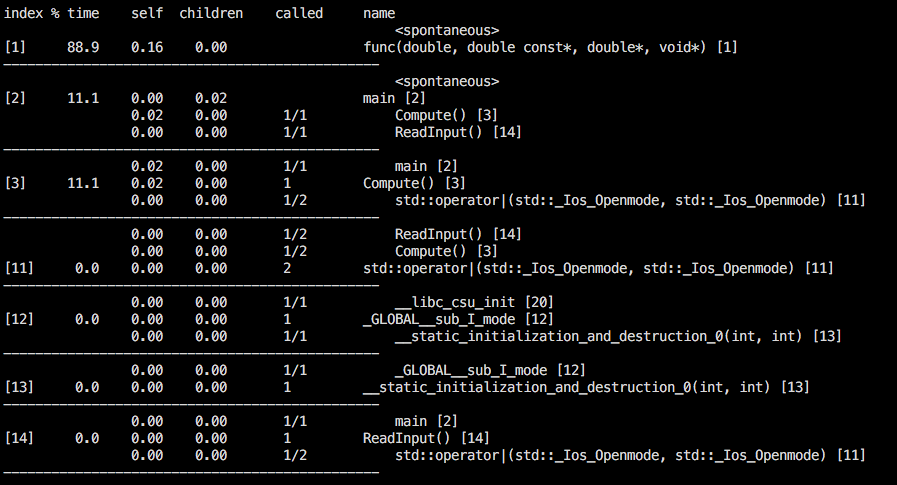 index % time self children called name
<spontaneous>
[1] 88.9 0.16 0.00 func(double, double const*, double*, void*) [1]
-----------------------------------------------
<spontaneous>
[2] 11.1 0.00 0.02 main [2]
0.02 0.00 1/1 Compute() [3]
0.00 0.00 1/1 ReadInput() [14]
-----------------------------------------------
0.02 0.00 1/1 main [2]
[3] 11.1 0.02 0.00 1 Compute() [3]
0.00 0.00 1/2 std::operator|(std::_Ios_Openmode, std::_Ios_Openmode) [11]
-----------------------------------------------
0.00 0.00 1/2 ReadInput() [14]
0.00 0.00 1/2 Compute() [3]
[11] 0.0 0.00 0.00 2 std::operator|(std::_Ios_Openmode, std::_Ios_Openmode) [11]
-----------------------------------------------
0.00 0.00 1/1 __libc_csu_init [20]
[12] 0.0 0.00 0.00 1 _GLOBAL__sub_I_mode [12]
0.00 0.00 1/1 __static_initialization_and_destruction_0(int, int) [13]
-----------------------------------------------
0.00 0.00 1/1 _GLOBAL__sub_I_mode [12]
[13] 0.0 0.00 0.00 1 __static_initialization_and_destruction_0(int, int) [13]
-----------------------------------------------
0.00 0.00 1/1 main [2]
[14] 0.0 0.00 0.00 1 ReadInput() [14]
0.00 0.00 1/2 std::operator|(std::_Ios_Openmode, std::_Ios_Openmode) [11]
-----------------------------------------------